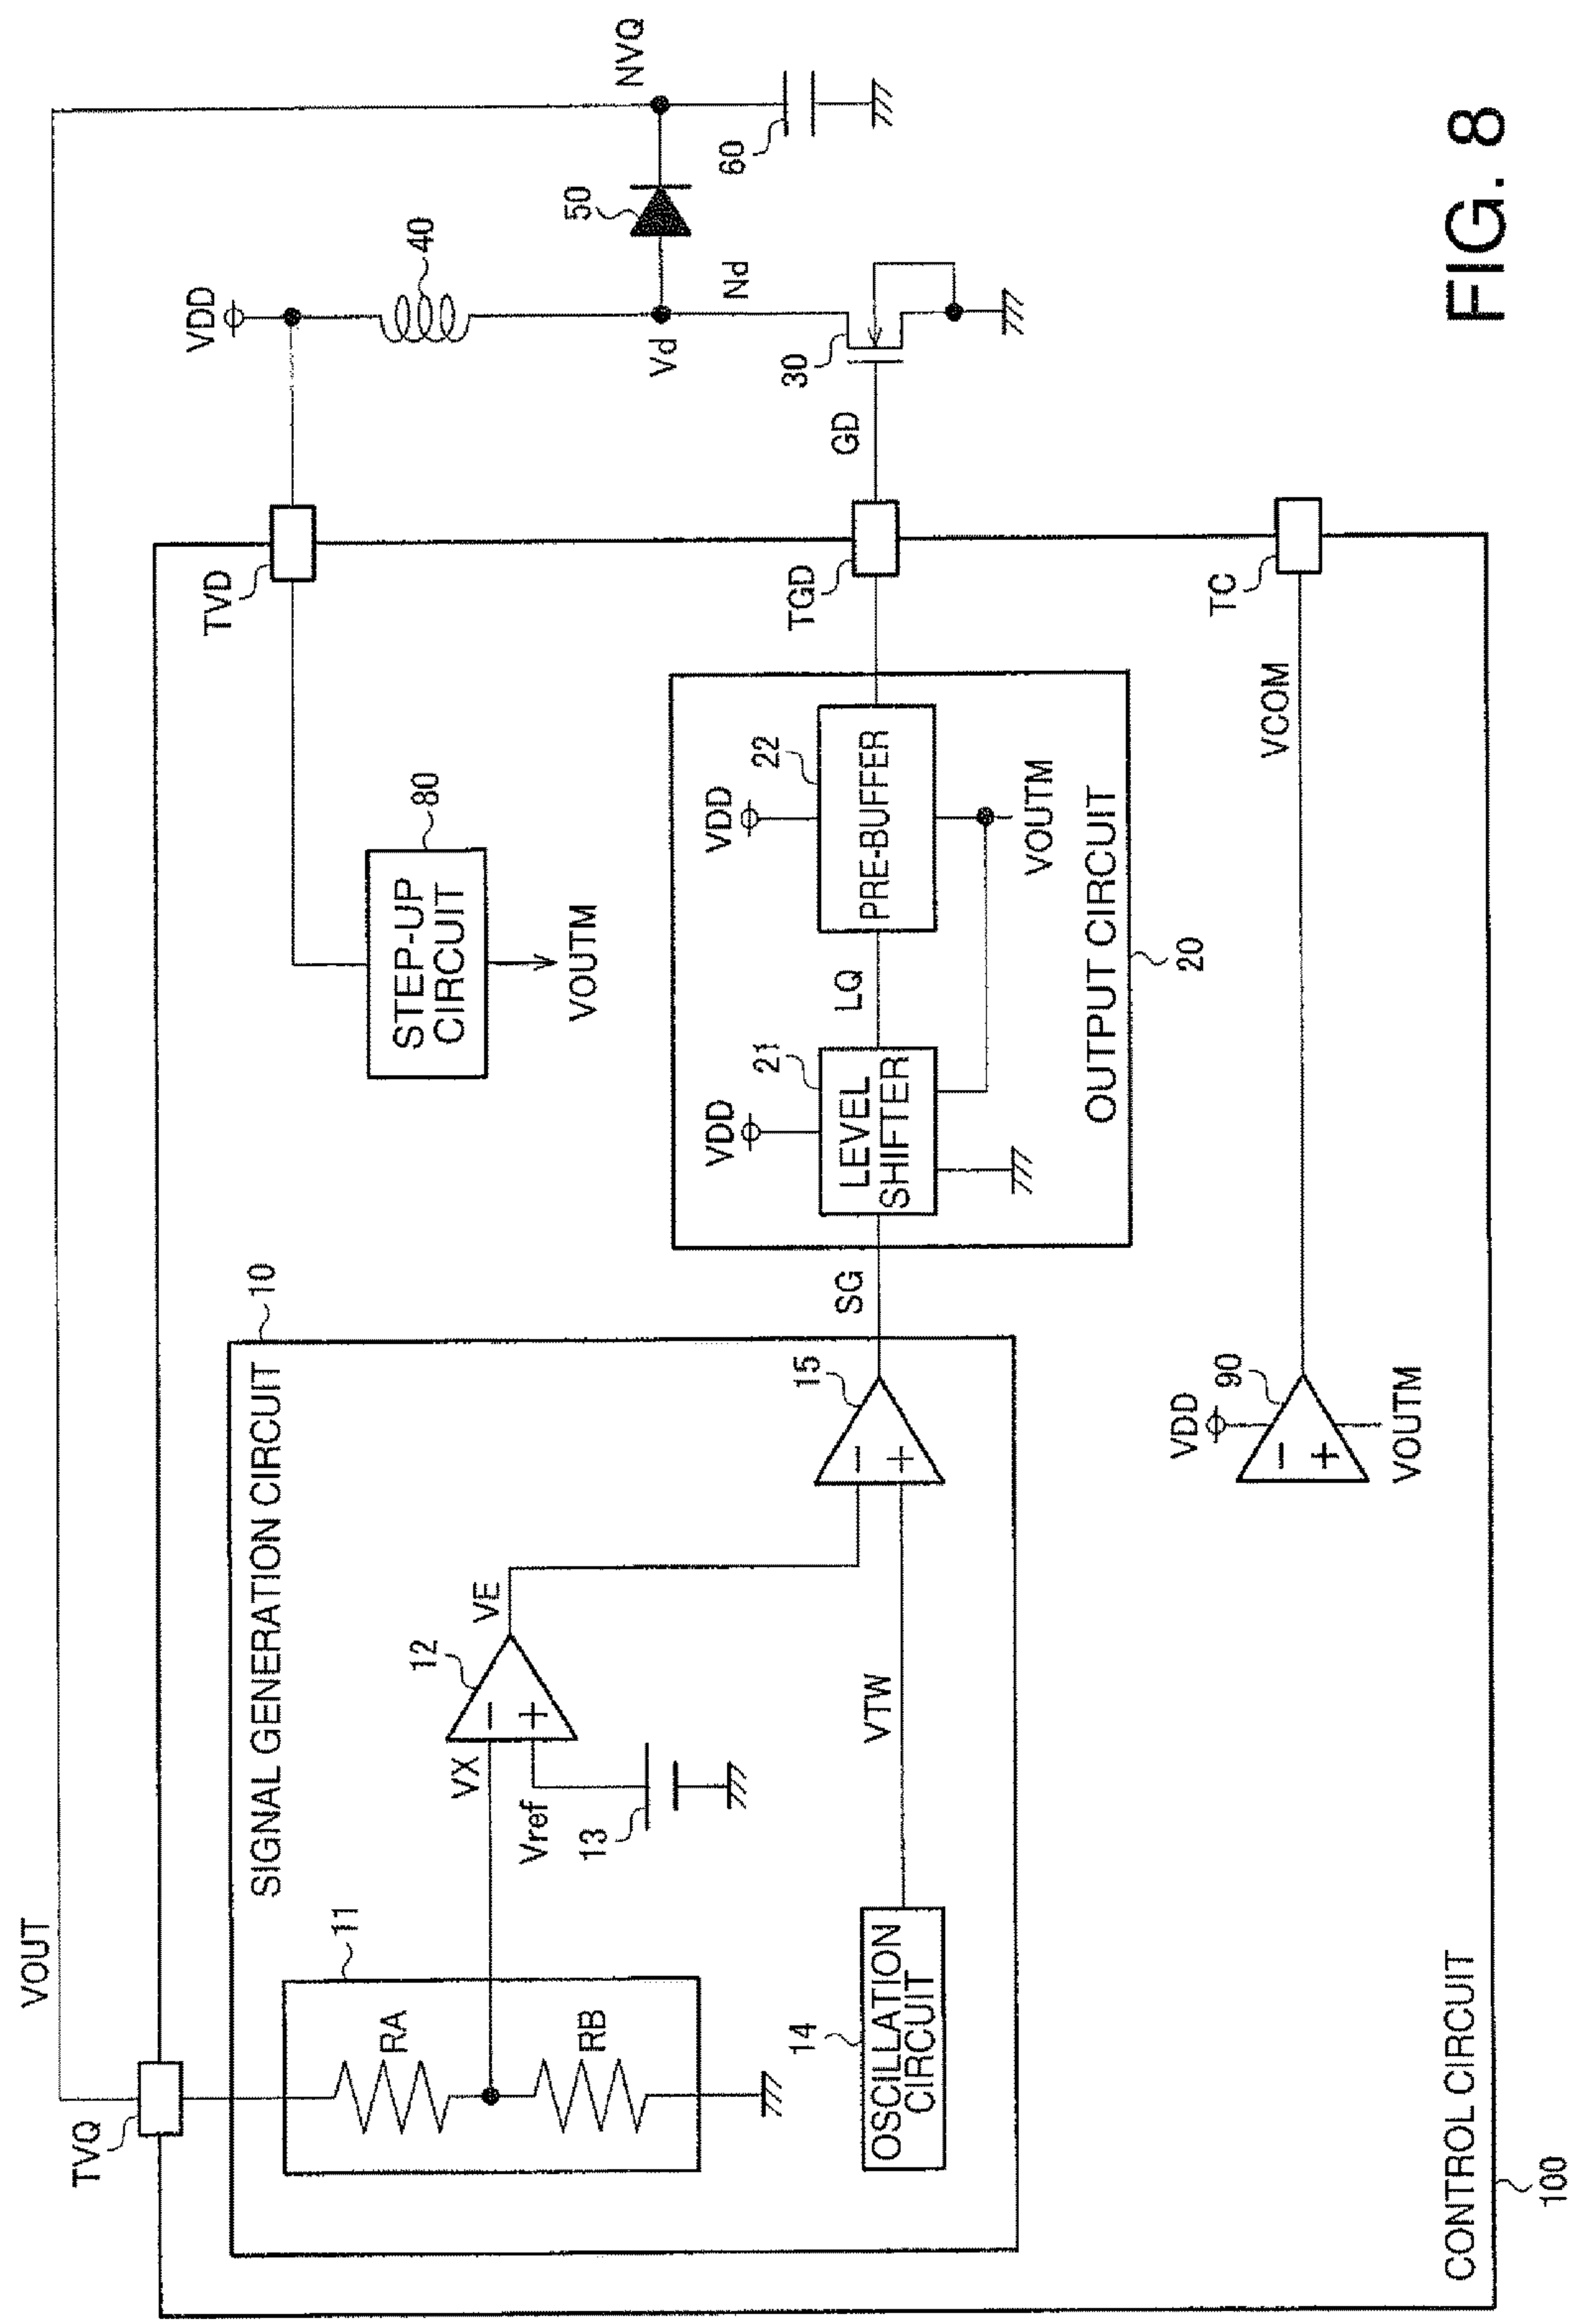 VOUT
TVQ
SIGNAL GENERATION CIRCUIT
10
11
RA
RB
VX
Vref
13
12
VE
14
OSCILLATION
CIRCUIT
VTW
15
SG
TVD
STEP-UP
CIRCUIT
80
VOUTM
VDD
21
LEVEL
SHIFTER
LQ
VDD
22
PRE-BUFFER
VOUTM
OUTPUT CIRCUIT
20
TGD
GD
VDD
40
Vd
Nd
30
50
NVQ
60
VDD
90
VOUTM
VCOM
TC
CONTROL CIRCUIT
100
FIG. 8